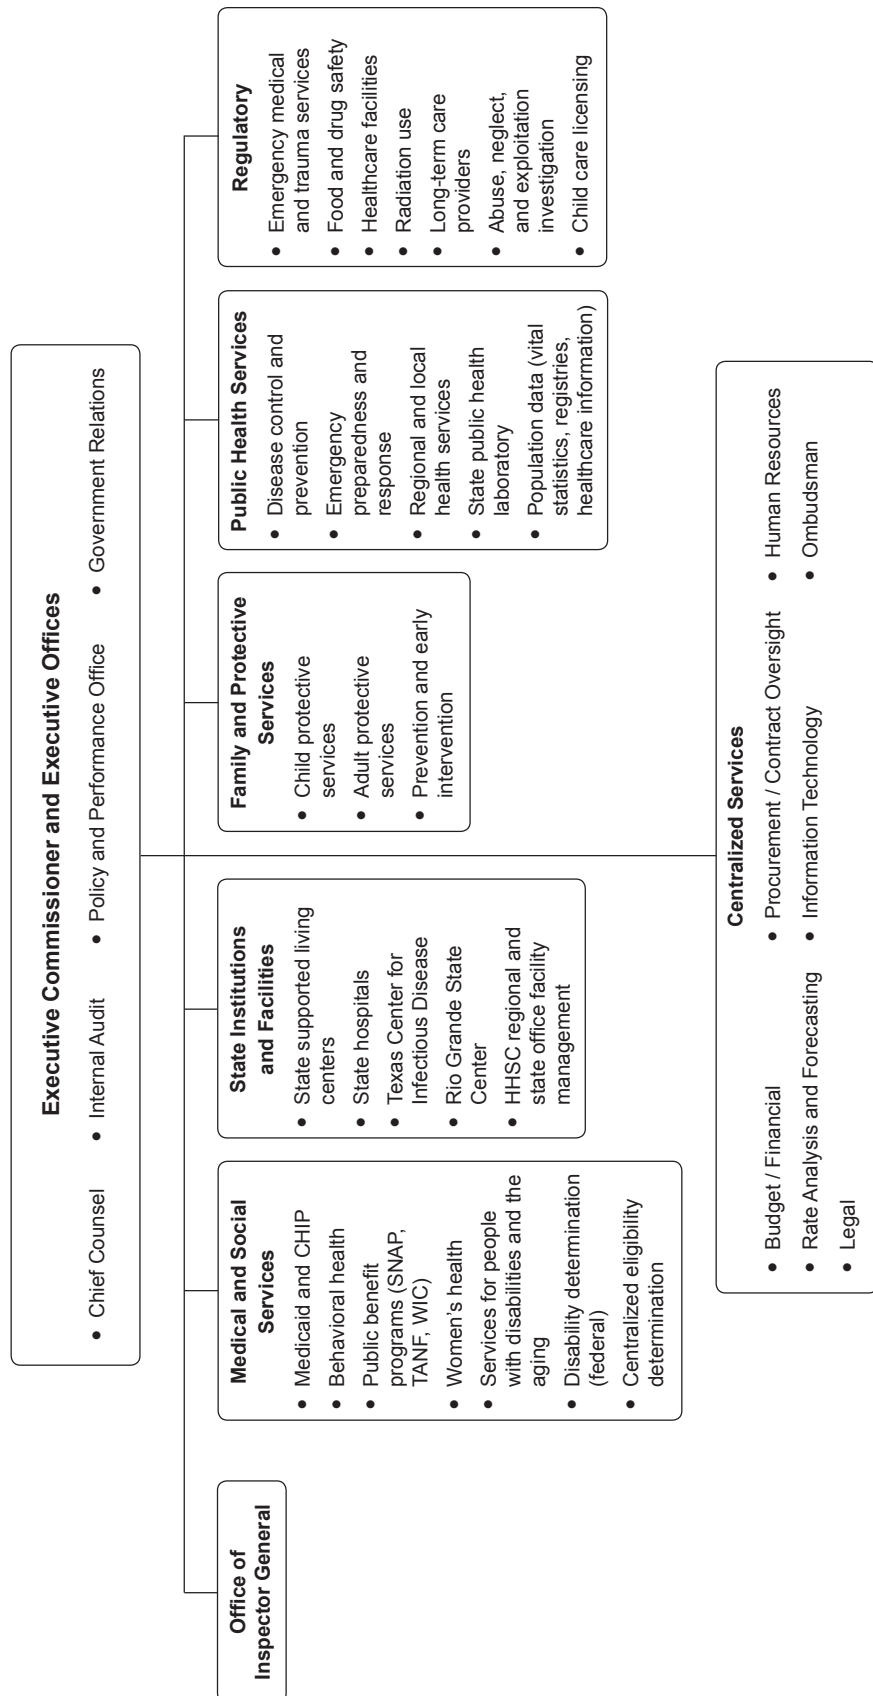 Executive Commissioner and Executive Offices
• Chief Counsel • Internal Audit • Policy and Performance Office • Government Relations
Office of
Inspector General
Medical and Social
Services
• Medicaid and CHIP
• Behavioral health
• Public benefit
programs (SNAP,
TANF, WIC)
• Women's health
• Services for people
with disabilities and the
aging
• Disability determination
(federal)
• Centralized eligibility
determination
State Institutions
and Facilities
• State supported living
centers
• State hospitals
• Texas Center for
Infectious Disease
• Rio Grande State
Center
• HHSC regional and
state office facility
management
Family and Protective
Services
• Child protective
services
• Adult protective
services
• Prevention and early
intervention
Public Health Services
• Disease control and
prevention
• Emergency
preparedness and
response
• Regional and local
health services
• State public health
laboratory
• Population data (vital
statistics, registries,
healthcare information)
Regulatory
• Emergency medical
and trauma services
• Food and drug safety
• Healthcare facilities
• Radiation use
• Long-term care
providers
• Abuse, neglect,
and exploitation
investigation
• Child care licensing
Centralized Services
• Budget / Financial
• Rate Analysis and Forecasting
• Legal
• Procurement / Contract Oversight
• Information Technology
• Human Resources
• Ombudsman